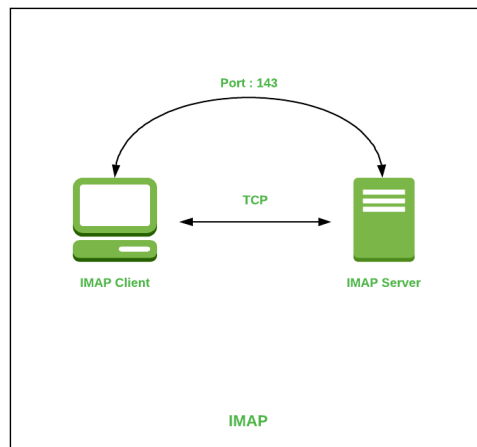 Port : 143
TCP
IMAP Client
IMAP Server
IMAP